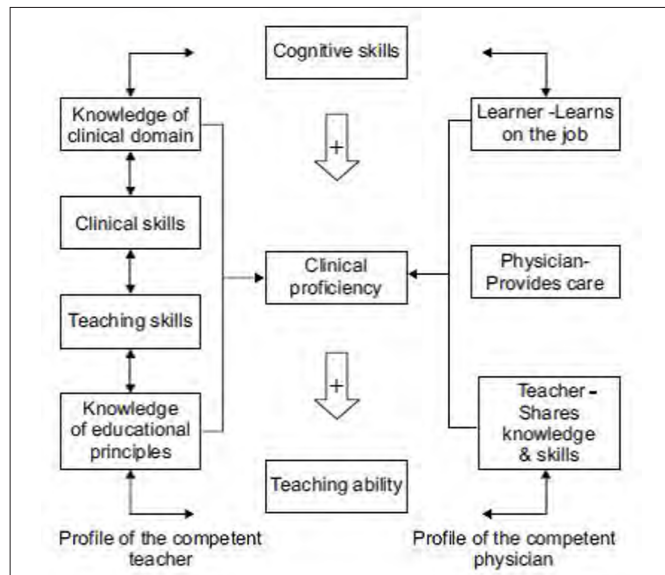 Cognitive skills
Knowledge of
clinical domain
Learner -Learns
on the job
+
Clinical skills
Clinical
proficiency
Physician-
Provides care
Teaching skills
+
Knowledge
of educational
principles
Teacher –
Shares
knowledge
& skills
Teaching ability
Profile of the competent
teacher
Profile of the competent
physician